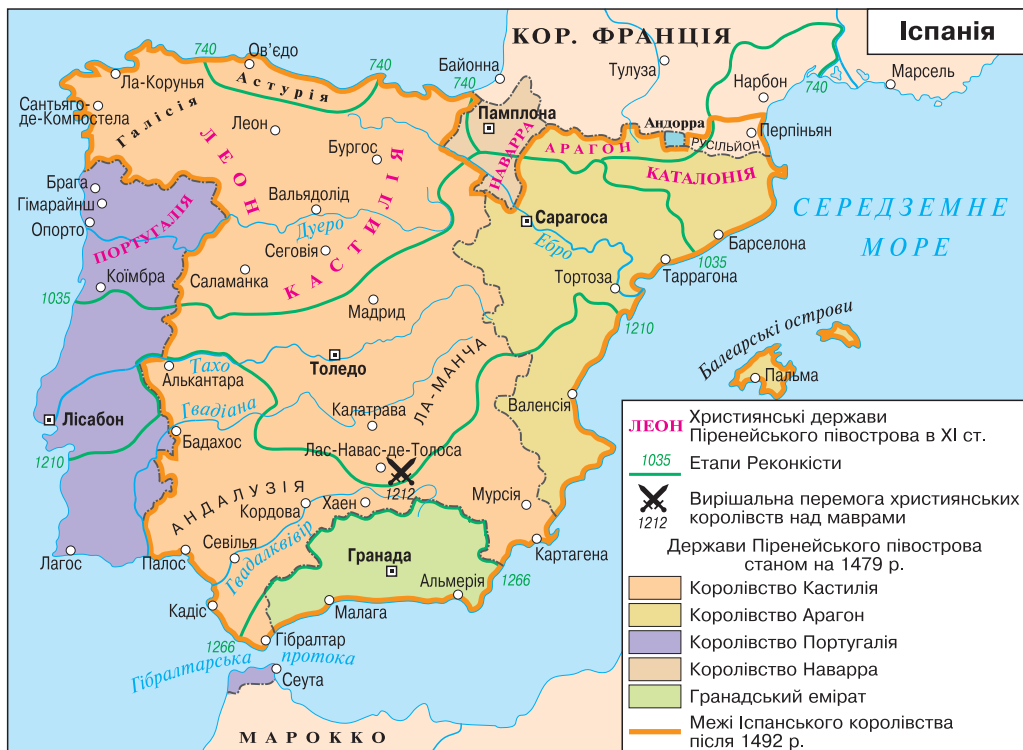 Іспанія
КОР. ФРАНЦІЯ
740
Ов'єдо
740
Байонна
740
Тулуза
Нарбон
Марсель
740
Ла-Корунья
Астурія
Сантьяго-
де-Компостела
Галісія
Леон
ЛЕОН
Бургос
Памплона
НАВАРРА
АРАГОН
Андорра
РУСІЛЬЙОН
Перпіньян
КАТАЛОНІЯ
Брага
Гімарайнш
Опорто
ПОРТУГАЛІЯ
Вальядолід
Дуеро
Сеговія
Саламанка
КАСТИЛІЯ
Сарагоса
Ебро
Барселона
1035
Таррагона
Тортоза
СЕРЕДЗЕМНЕ
МОРЕ
Коїмбра
1035
Мадрид
1210
Балеарські острови
Пальма
Тахо
Алькантара
Толедо
ЛА-МАНЧА
Гвадіана
Калатрава
Валенсія
Лісабон
Бадахос
1210
Лас-Навас-де-Толоса
1212
АНДАЛУЗІЯ
Кордова
Хаен
Мурсія
Севілья
Гвадалквівір
Гранада
Картагена
Лагос
Палос
Альмерія
1266
Кадіс
Малага
1266
Гібралтар
Гібралтарська протока
Сеута
МАРОККО
ЛЕОН Християнські держави
Піренейського півострова в XI ст.
1035 Етапи Реконкісти
Вирішальна перемога християнських
1212 королівств над маврами
Держави Піренейського півострова
станом на 1479 р.
Королівство Кастилія
Королівство Арагон
Королівство Португалія
Королівство Наварра
Гранадський емірат
Межі Іспанського королівства
після 1492 р.